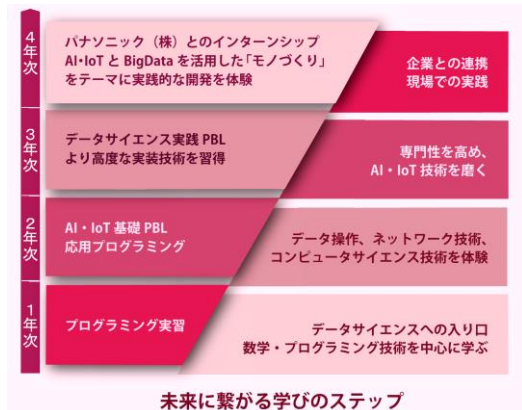 4年次
パナソニック（株）とのインターンシップ
AI・IoT と BigData を活用した「モノづくり」
をテーマに実践的な開発を体験
企業との連携
現場での実践
3年次
データサイエンス実践 PBL
より高度な実装技術を習得
専門性を高め、
AI・IoT 技術を磨く
2年次
AI・IoT 基礎 PBL
応用プログラミング
データ操作、ネットワーク技術、
コンピュータサイエンス技術を体験
1年次
プログラミング実習
データサイエンスへの入り口
数学・プログラミング技術を中心に学ぶ
未来に繋がる学びのステップ